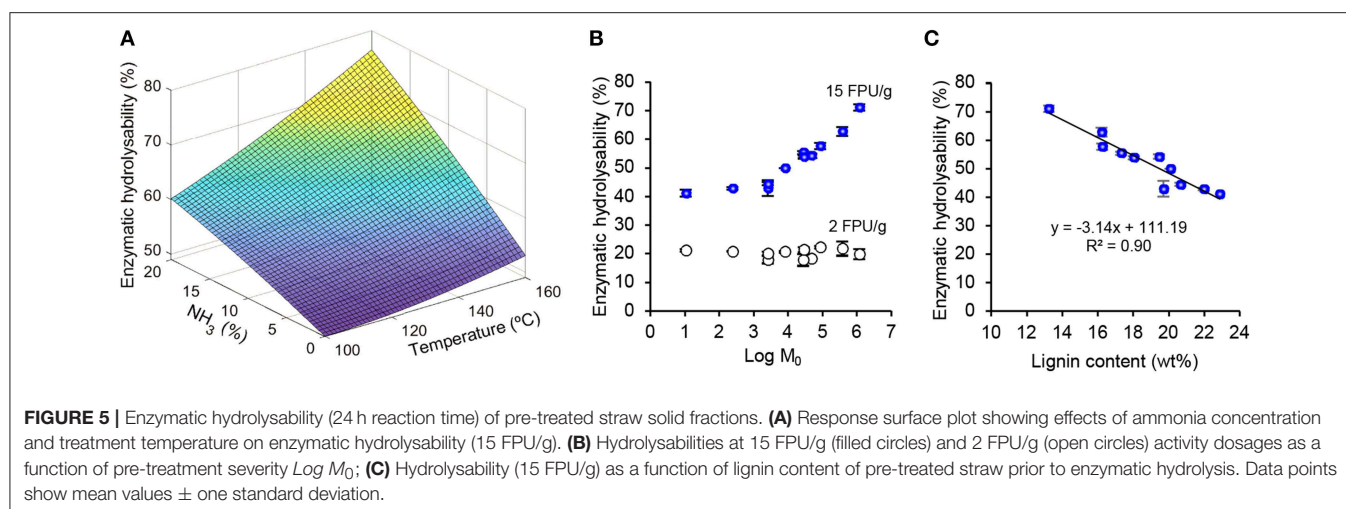 A
Enzymatic hydrolysability (%)
80
70
60
50
20
15
10
5
0
NH3 (%)
100
120
140
160
Temperature (ºC)
B
Enzymatic hydrolysability (%)
80
70
60
50
40
30
20
10
0
15 FPU/g
2 FPU/g
0 1 2 3 4 5 6 7
Log M0
C
Enzymatic hydrolysability (%)
80
70
60
50
40
30
20
10
0
y = -3.14x + 111.19
R² = 0.90
10 12 14 16 18 20 22 24
Lignin content (wt%)
FIGURE 5 | Enzymatic hydrolysability (24 h reaction time) of pre-treated straw solid fractions. (A) Response surface plot showing effects of ammonia concentration
and treatment temperature on enzymatic hydrolysability (15 FPU/g). (B) Hydrolysabilities at 15 FPU/g (filled circles) and 2 FPU/g (open circles) activity dosages as a
function of pre-treatment severity Log M0; (C) Hydrolysability (15 FPU/g) as a function of lignin content of pre-treated straw prior to enzymatic hydrolysis. Data points
show mean values ± one standard deviation.